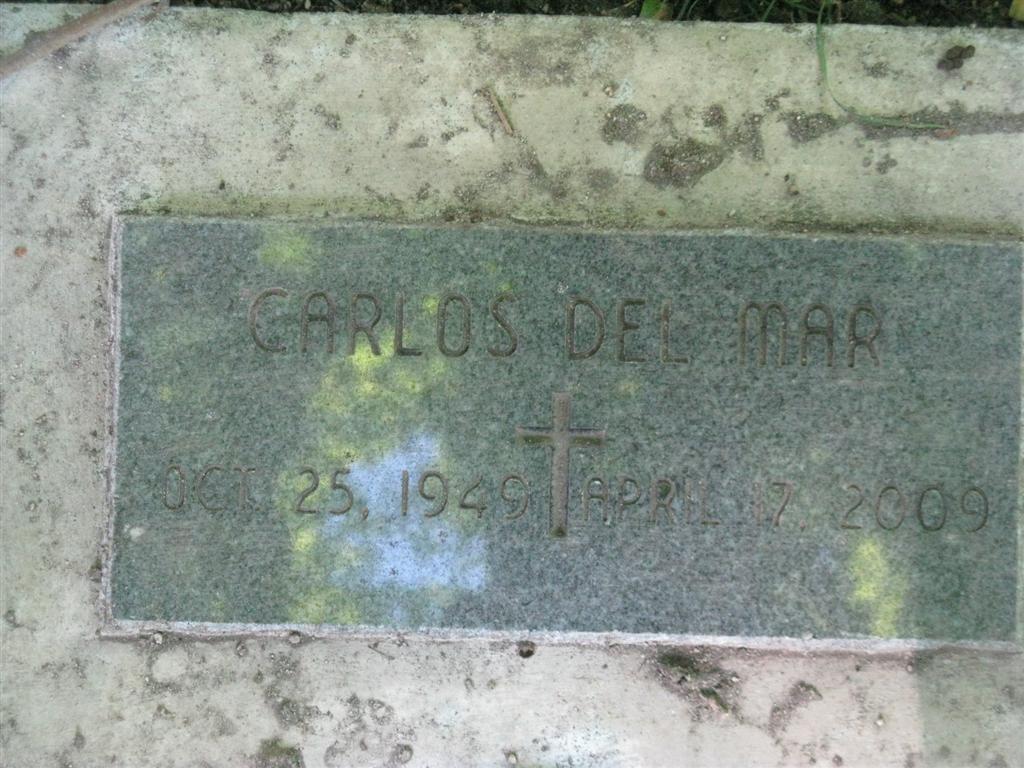 CARLOS DEL MAR
OCT. 25, 1949 APRIL 17, 2009